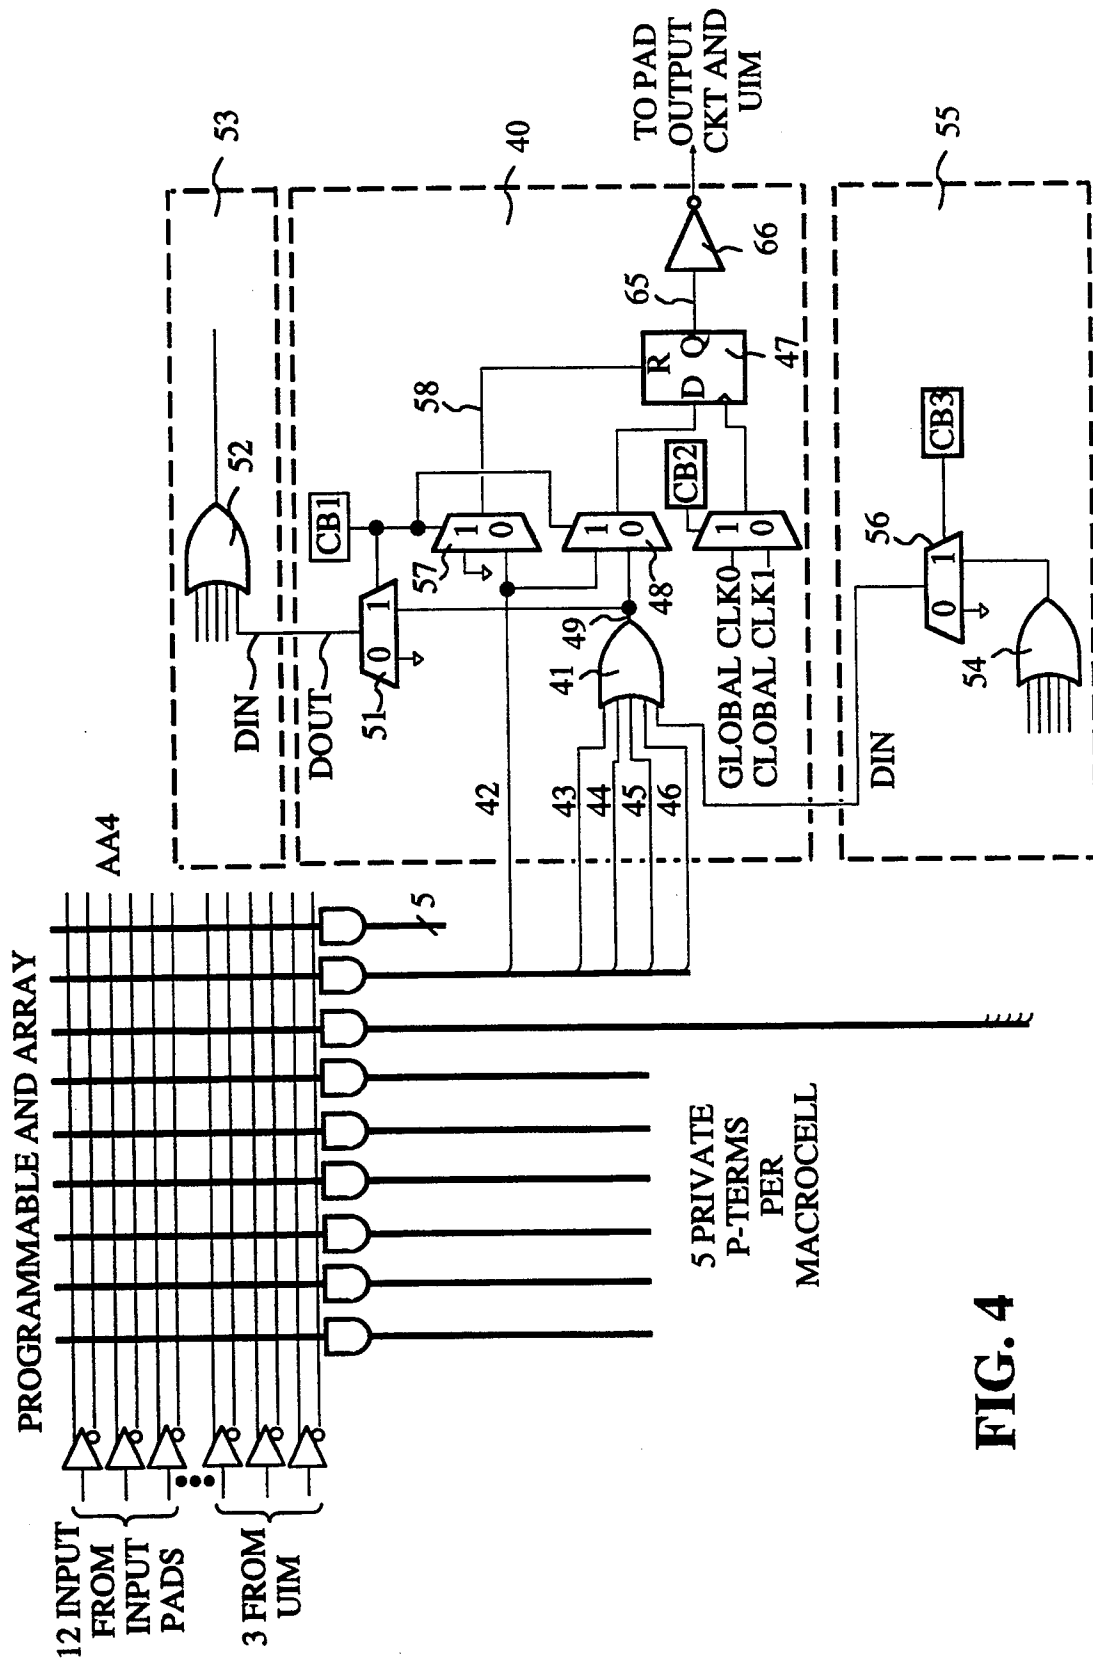 PROGRAMMABLE AND ARRAY
AA4
12 INPUT
FROM
INPUT
PADS
3 FROM
UIM
5
5 PRIVATE
P-TERMS
PER
MACROCELL
53
52
DIN
DOUT
40
CB1
51
0 1
57
1
0
58
42
43
44
45
46
41
49
48
1
0
CB2
GLOBAL CLK0
CLOBAL CLK1
1
0
R
D Q
47
65
66
TO PAD
OUTPUT
CKT AND
UIM
55
DIN
CB3
56
0 1
54
FIG. 4